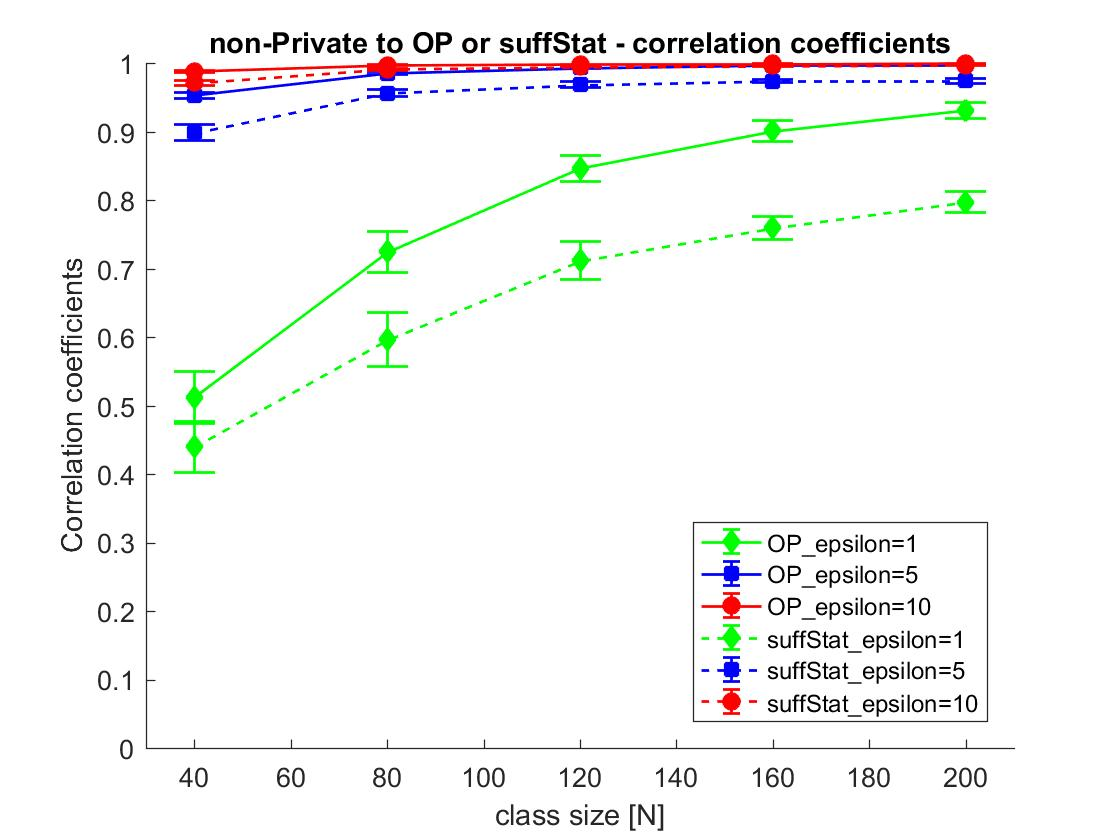 non-Private to OP or suffStat - correlation coefficients
1
0.9
0.8
0.7
0.6
0.5
0.4
0.3
0.2
0.1
0
Correlation coefficients
OP_epsilon=1
OP_epsilon=5
OP_epsilon=10
suffStat_epsilon=1
suffStat_epsilon=5
suffStat_epsilon=10
40 60 80 100 120 140 160 180 200
class size [N]